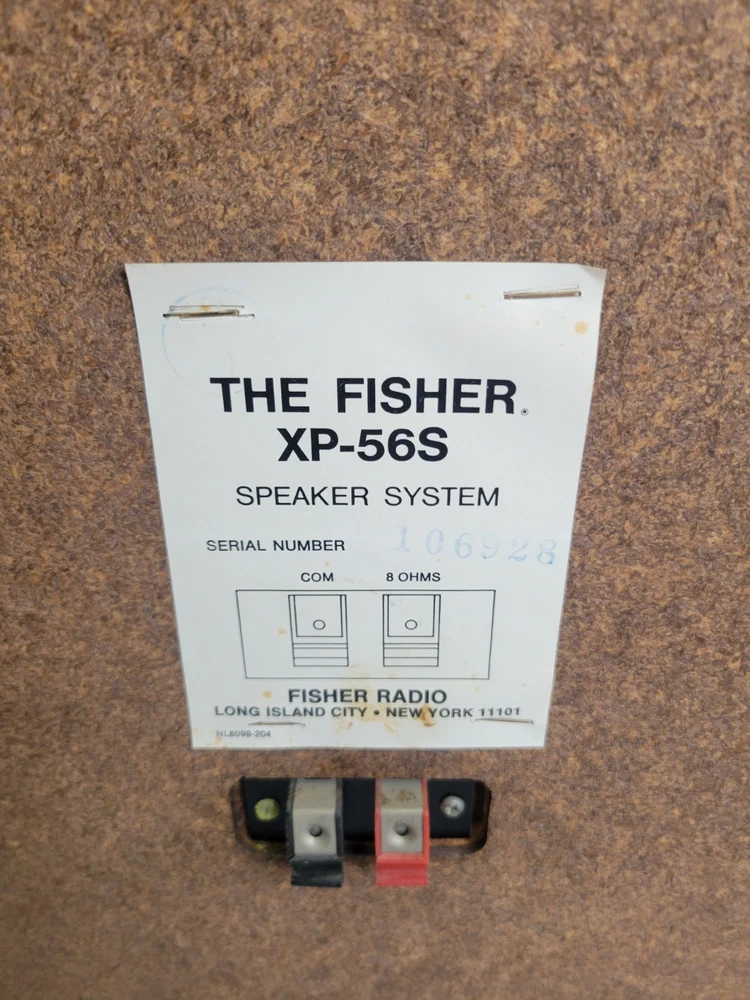 THE FISHER®
XP-56S
SPEAKER SYSTEM
SERIAL NUMBER 106928
COM 8 OHMS
FISHER RADIO
LONG ISLAND CITY • NEW YORK 11101
NL6099-204